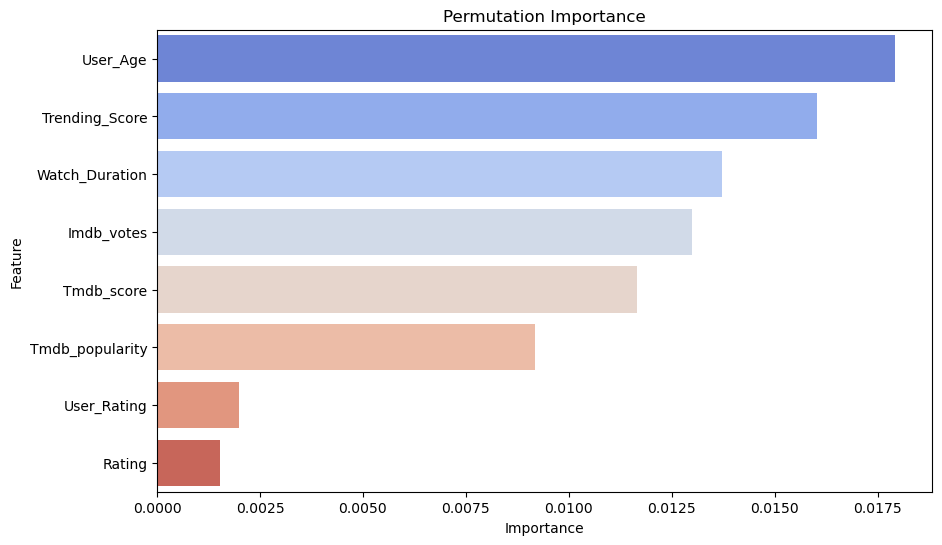 Permutation Importance
Feature
User_Age
Trending_Score
Watch_Duration
Imdb_votes
Tmdb_score
Tmdb_popularity
User_Rating
Rating
0.0000 0.0025 0.0050 0.0075 0.0100 0.0125 0.0150 0.0175
Importance